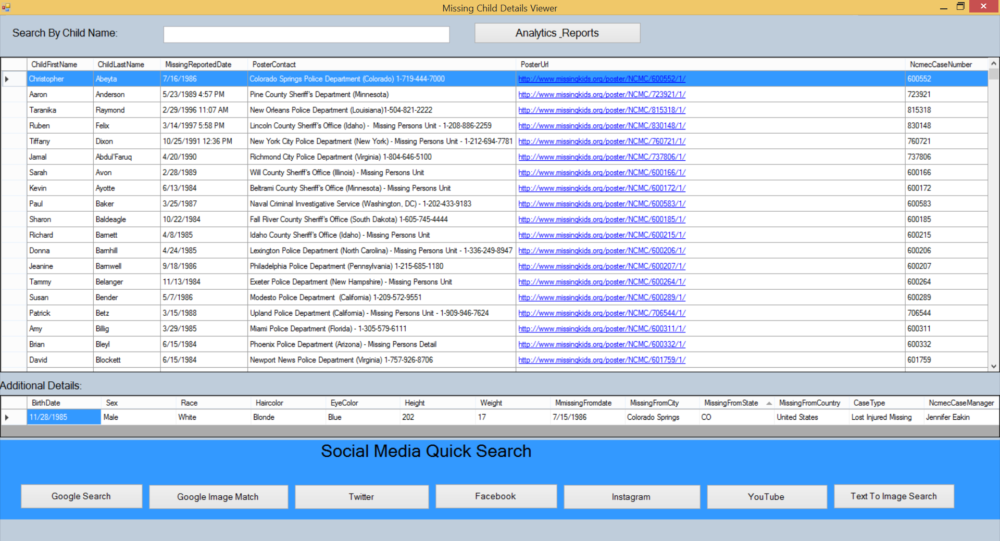 Missing Child Details Viewer
Search By Child Name: Analytics _Reports
ChildFirstName ChildLastName MissingReportedDate PosterContact PosterUrl NcmecCaseNumber
Christopher Abeyta 7/16/1986 Colorado Springs Police Department (Colorado) 1-719-444-7000 http://www.missingkids.org/poster/NCMC/600552/1/ 600552
Aaron Anderson 5/23/1989 4:57 PM Pine County Sheriff's Department (Minnesota) http://www.missingkids.org/poster/NCMC/723921/1/ 723921
Taranika Raymond 2/29/1996 11:07 AM New Orleans Police Department (Louisiana)1-504-821-2222 http://www.missingkids.org/poster/NCMC/815318/1/ 815318
Ruben Felix 3/14/1997 5:58 PM Lincoln County Sheriff's Office (Idaho) - Missing Persons Unit - 1-208-886-2259 http://www.missingkids.org/poster/NCMC/830148/1/ 830148
Tiffany Dixon 10/25/1991 12:36 PM New York City Police Department (New York) - Missing Persons Unit - 1-212-694-7781 http://www.missingkids.org/poster/NCMC/760721/1/ 760721
Jamal Abdul'Faruq 4/20/1990 Richmond City Police Department (Virginia) 1-804-646-5100 http://www.missingkids.org/poster/NCMC/737806/1/ 737806
Sarah Avon 2/28/1989 Will County Sheriff's Office (Illinois) - Missing Persons Unit http://www.missingkids.org/poster/NCMC/600166/1/ 600166
Kevin Ayotte 6/13/1984 Beltrami County Sheriff's Office (Minnesota) - Missing Persons Unit http://www.missingkids.org/poster/NCMC/600172/1/ 600172
Paul Baker 3/25/1987 Naval Criminal Investigative Service (Washington, DC) - 1-202-433-9183 http://www.missingkids.org/poster/NCMC/600583/1/ 600583
Sharon Baldeagle 10/22/1984 Fall River County Sheriff's Office (South Dakota) 1-605-745-4444 http://www.missingkids.org/poster/NCMC/600185/1/ 600185
Richard Barnett 4/8/1985 Idaho County Sheriff's Office (Idaho) - Missing Persons Unit http://www.missingkids.org/poster/NCMC/600215/1/ 600215
Donna Barnhill 4/24/1985 Lexington Police Department (North Carolina) - Missing Persons Unit - 1-336-249-8947 http://www.missingkids.org/poster/NCMC/600206/1/ 600206
Jeanine Barnwell 9/18/1986 Philadelphia Police Department (Pennsylvania) 1-215-685-1180 http://www.missingkids.org/poster/NCMC/600207/1/ 600207
Tammy Belanger 11/13/1984 Exeter Police Department (New Hampshire) - Missing Persons Unit http://www.missingkids.org/poster/NCMC/600264/1/ 600264
Susan Bender 5/7/1986 Modesto Police Department (California) 1-209-572-9551 http://www.missingkids.org/poster/NCMC/600289/1/ 600289
Patrick Betz 3/15/1988 Upland Police Department (California) - Missing Persons Unit - 1-909-946-7624 http://www.missingkids.org/poster/NCMC/706544/1/ 706544
Amy Billig 3/29/1985 Miami Police Department (Florida) - 1-305-579-6111 http://www.missingkids.org/poster/NCMC/600311/1/ 600311
Brian Bleyl 6/15/1984 Phoenix Police Department (Arizona) - Missing Persons Detail http://www.missingkids.org/poster/NCMC/600332/1/ 600332
David Blockett 6/15/1984 Newport News Police Department (Virginia) 1-757-926-8706 http://www.missingkids.org/poster/NCMC/601759/1/ 601759
Additional Details:
BirthDate Sex Race Haircolor EyeColor Height Weight MmissingFromdate MissingFromCity MissingFromState MissingFromCountry CaseType NcmecCaseManager
11/28/1985 Male White Blonde Blue 202 17 7/15/1986 Colorado Springs CO United States Lost Injured Missing Jennifer Eakin
Social Media Quick Search
Google Search Google Image Match Twitter Facebook Instagram YouTube Text To Image Search